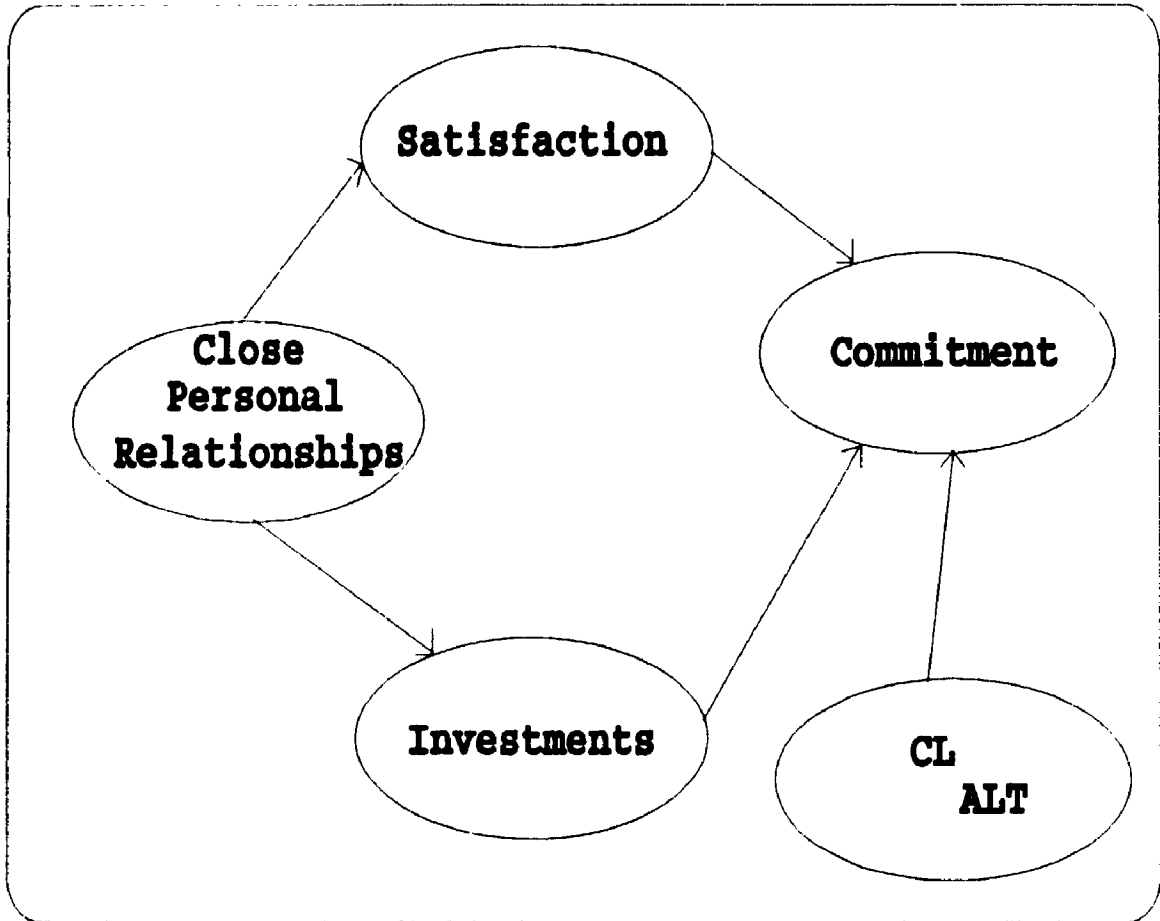 Satisfaction
Close
Personal
Relationships
Commitment
Investments
CL
ALT